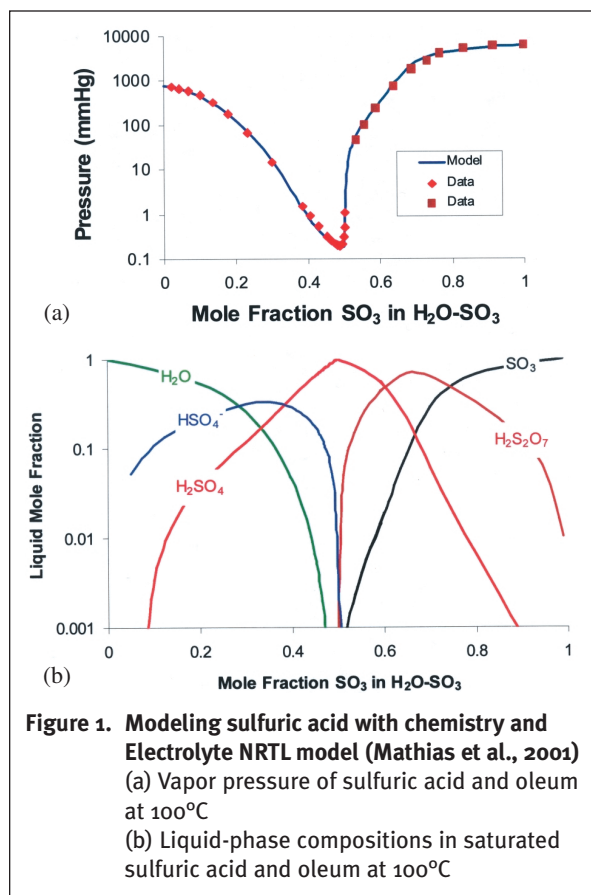 10000
1000
100
10
1
0.1
Pressure (mmHg)
Model
Data
Data
0 0.2 0.4 0.6 0.8 1
(a) Mole Fraction SO₃ in H₂O-SO₃
1
0.1
0.01
0.001
Liquid Mole Fraction
H₂O
SO₃
HSO₄⁻
H₂SO₄
H₂S₂O₇
0 0.2 0.4 0.6 0.8 1
(b) Mole Fraction SO₃ in H₂O-SO₃
Figure 1. Modeling sulfuric acid with chemistry and
Electrolyte NRTL model (Mathias et al., 2001)
(a) Vapor pressure of sulfuric acid and oleum
at 100°C
(b) Liquid-phase compositions in saturated
sulfuric acid and oleum at 100°C